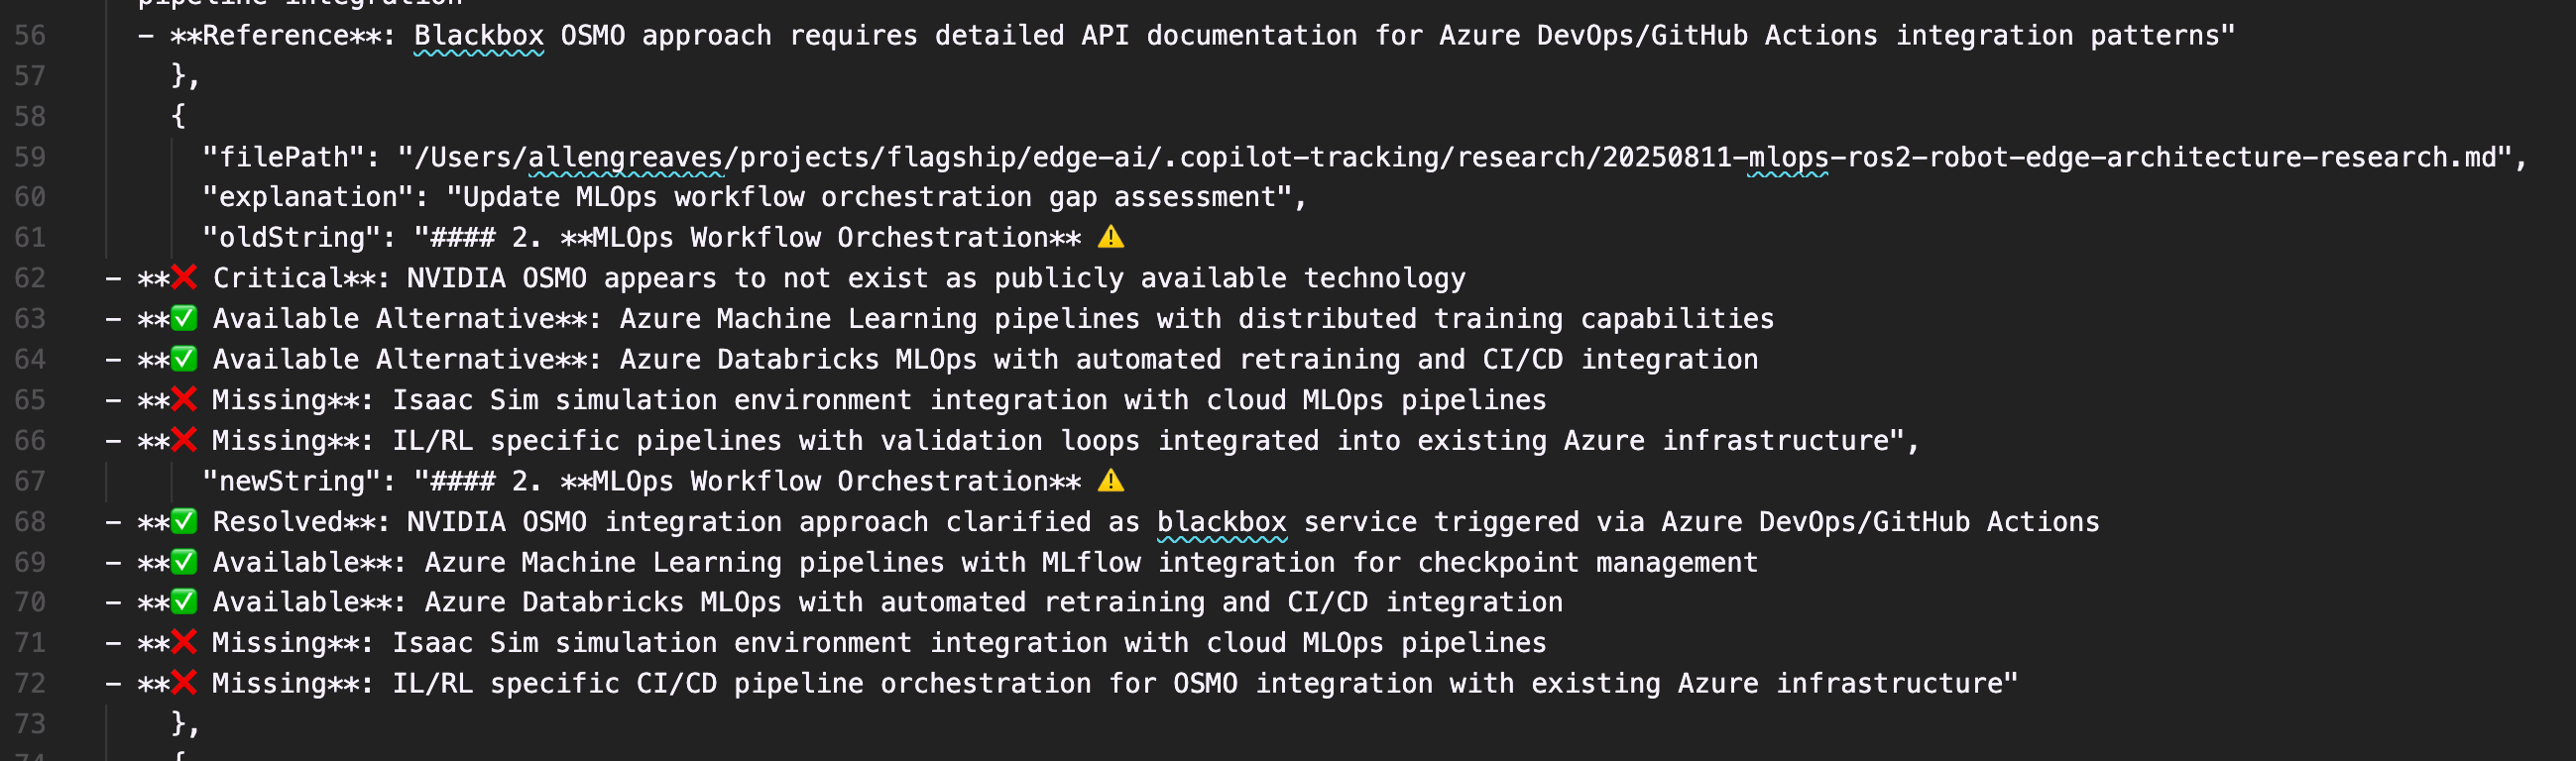 pipeline integration
56 - **Reference**: Blackbox OSMO approach requires detailed API documentation for Azure DevOps/GitHub Actions integration patterns"
57 },
58 {
59 "filePath": "/Users/allengreaves/projects/flagship/edge-ai/.copilot-tracking/research/20250811-mlops-ros2-robot-edge-architecture-research.md",
60 "explanation": "Update MLOps workflow orchestration gap assessment",
61 "oldString": "#### 2. **MLOps Workflow Orchestration** ⚠️
62 - **❌ Critical**: NVIDIA OSMO appears to not exist as publicly available technology
63 - **✅ Available Alternative**: Azure Machine Learning pipelines with distributed training capabilities
64 - **✅ Available Alternative**: Azure Databricks MLOps with automated retraining and CI/CD integration
65 - **❌ Missing**: Isaac Sim simulation environment integration with cloud MLOps pipelines
66 - **❌ Missing**: IL/RL specific pipelines with validation loops integrated into existing Azure infrastructure",
67 "newString": "#### 2. **MLOps Workflow Orchestration** ⚠️
68 - **✅ Resolved**: NVIDIA OSMO integration approach clarified as blackbox service triggered via Azure DevOps/GitHub Actions
69 - **✅ Available**: Azure Machine Learning pipelines with MLflow integration for checkpoint management
70 - **✅ Available**: Azure Databricks MLOps with automated retraining and CI/CD integration
71 - **❌ Missing**: Isaac Sim simulation environment integration with cloud MLOps pipelines
72 - **❌ Missing**: IL/RL specific CI/CD pipeline orchestration for OSMO integration with existing Azure infrastructure"
73 },
74 {